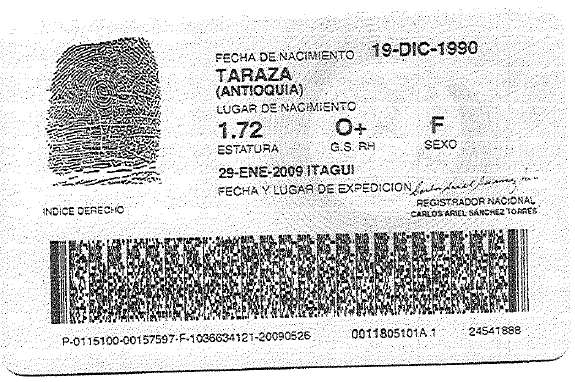 FECHA DE NACIMIENTO 19-DIC-1990
TARAZA
(ANTIOQUIA)
LUGAR DE NACIMIENTO
1.72 O+ F
ESTATURA G.S. RH SEXO
29-ENE-2009 ITAGUI
FECHA Y LUGAR DE EXPEDICION
REGISTRADOR NACIONAL
CARLOS ARIEL SÁNCHEZ TORRES
INDICE DERECHO
P-0115100-00157597-F-1036634121-20090526 0011805101A.1 24541888